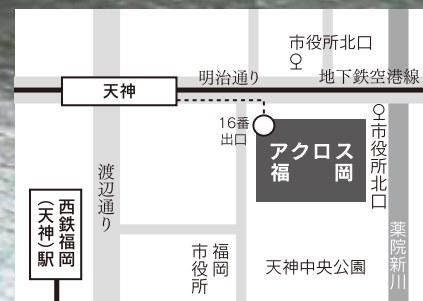 市役所北口
明治通り
地下鉄空港線
天神
16番
出口
アクロス
福岡
市役所北口
渡辺通り
西鉄福岡
（天神）駅
福岡
市役所
天神中央公園
薬院新川